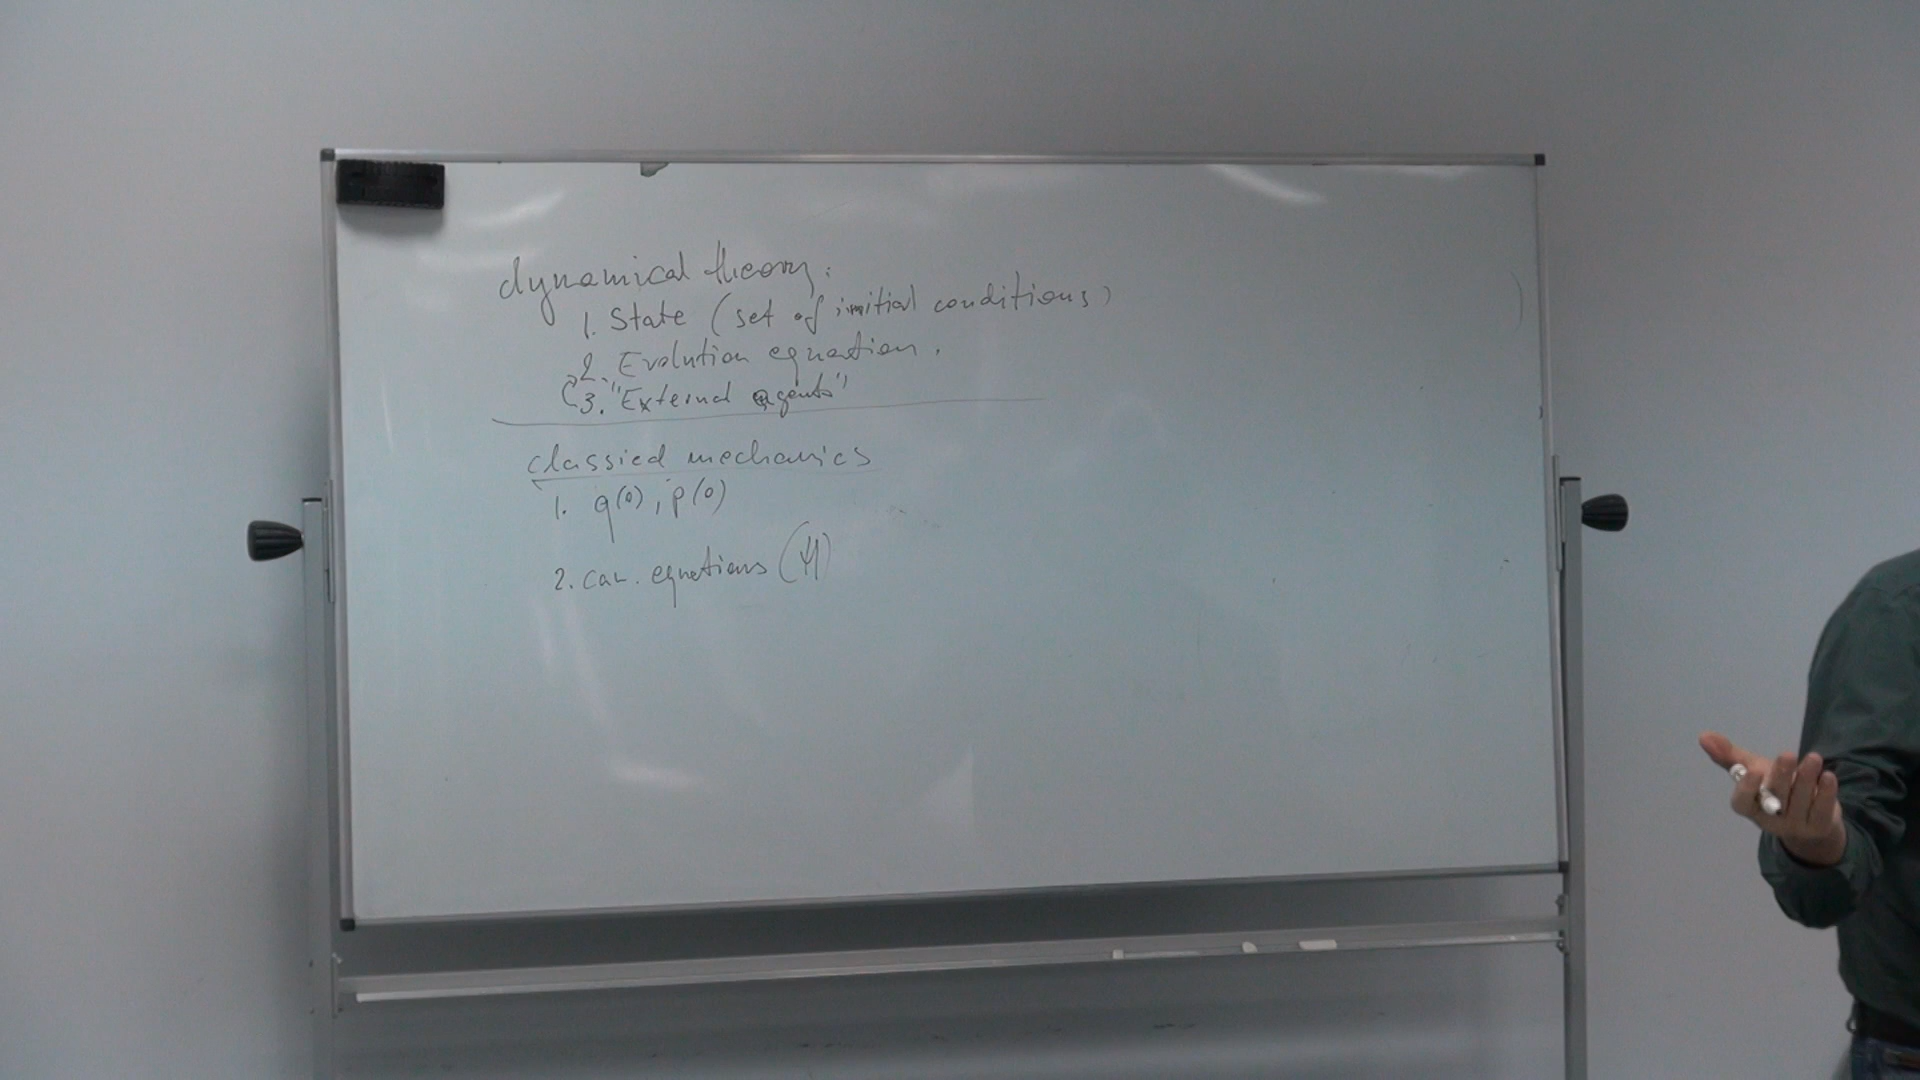 dynamical theory:
1. State (set of initial conditions)
2. Evolution equation.
3. "External agents"
classical mechanics
1. q(0), p(0)
2. can. equations (H)